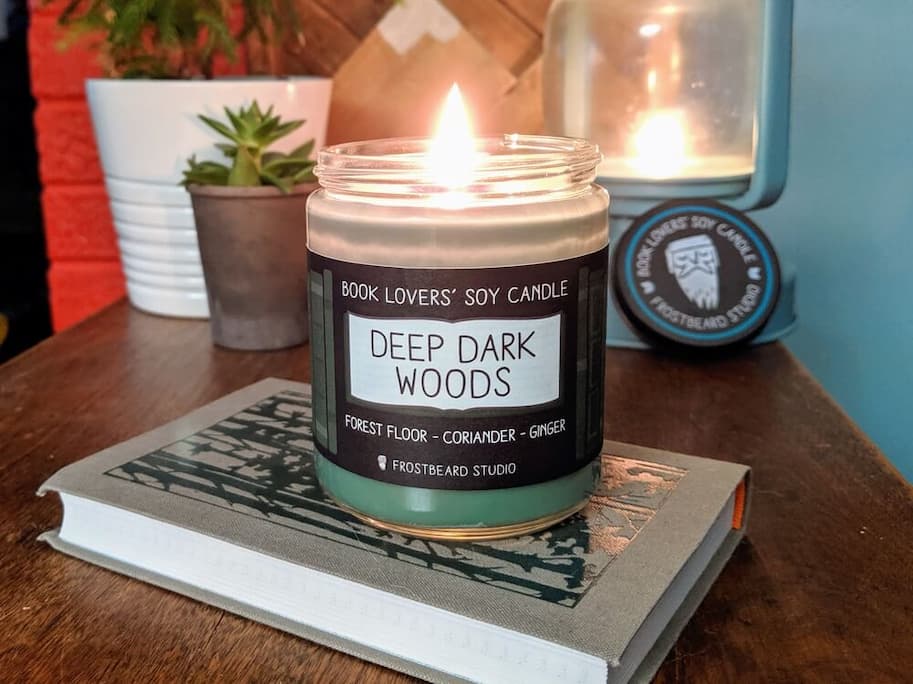 BOOK LOVERS' SOY CANDLE
DEEP DARK
WOODS
FOREST FLOOR - CORIANDER - GINGER
FROSTBEARD STUDIO
BOOK LOVERS' SOY CANDLE
FROSTBEARD STUDIO